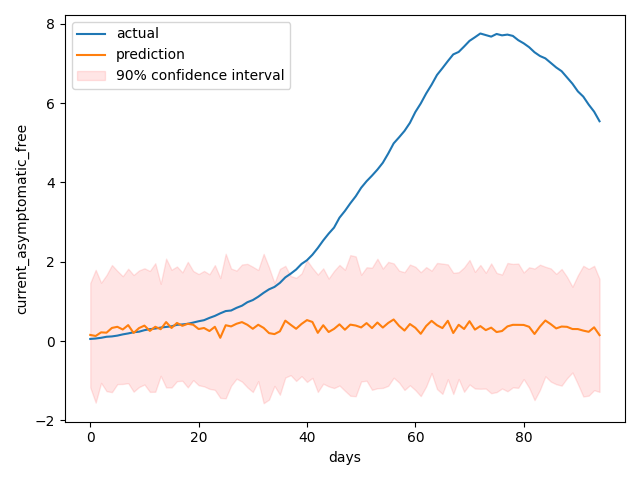 actual
prediction
90% confidence interval
current_asymptomatic_free
8
6
4
2
0
−2
0 20 40 60 80
days